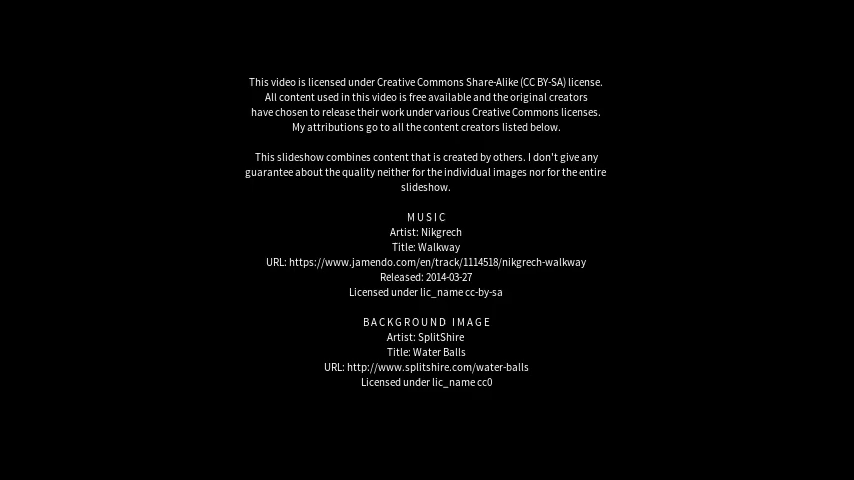 This video is licensed under Creative Commons Share-Alike (CC BY-SA) license.
All content used in this video is free available and the original creators
have chosen to release their work under various Creative Commons licenses.
My attributions go to all the content creators listed below.
This slideshow combines content that is created by others. I don't give any
guarantee about the quality neither for the individual images nor for the entire
slideshow.
MUSIC
Artist: Nikgrech
Title: Walkway
URL: https://www.jamendo.com/en/track/1114518/nikgrech-walkway
Released: 2014-03-27
Licensed under lic_name cc-by-sa
BACKGROUND IMAGE
Artist: SplitShire
Title: Water Balls
URL: http://www.splitshire.com/water-balls
Licensed under lic_name cc0